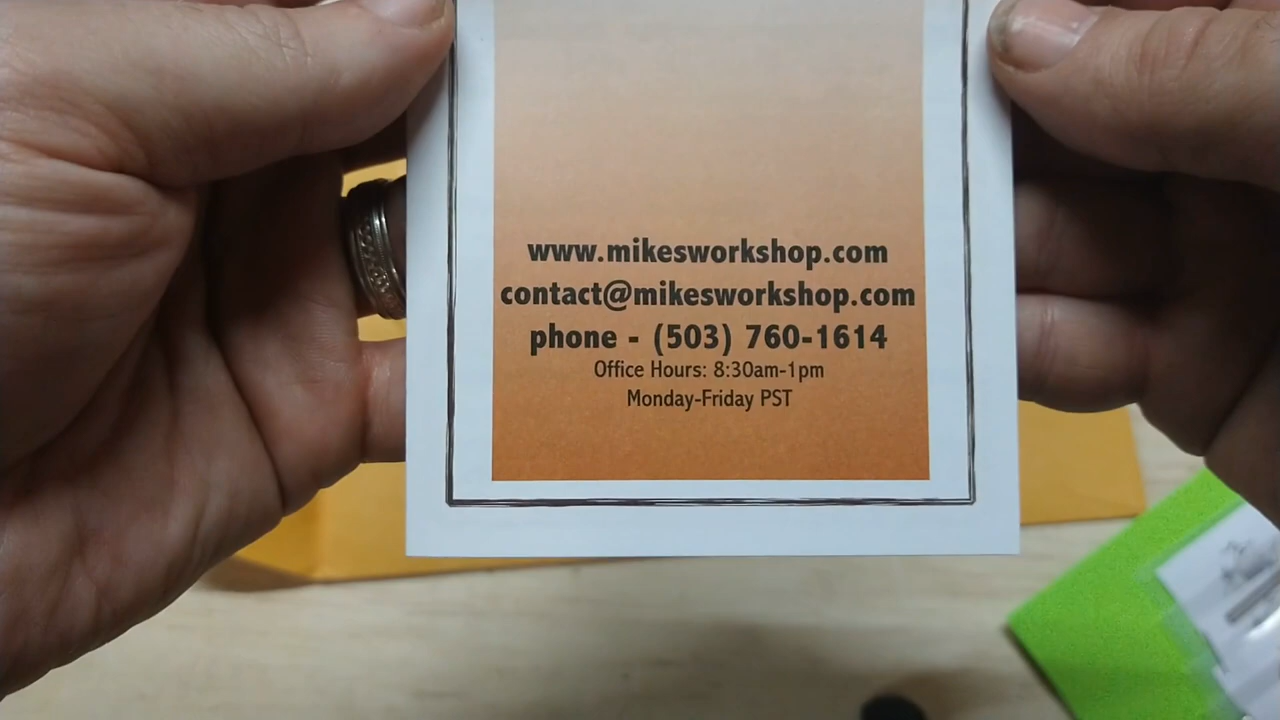 www.mikesworkshop.com
contact@mikesworkshop.com
phone - (503) 760-1614
Office Hours: 8:30am-1pm
Monday-Friday PST